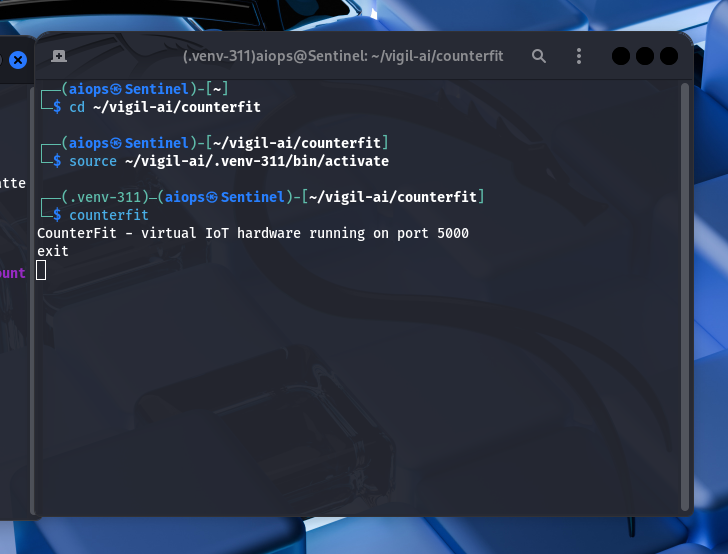 (.venv-311)aiops@Sentinel: ~/vigil-ai/counterfit
┌──(aiops㉿Sentinel)-[~]
└─$ cd ~/vigil-ai/counterfit
┌──(aiops㉿Sentinel)-[~/vigil-ai/counterfit]
└─$ source ~/vigil-ai/.venv-311/bin/activate
┌──(.venv-311)─(aiops㉿Sentinel)-[~/vigil-ai/counterfit]
└─$ counterfit
CounterFit - virtual IoT hardware running on port 5000
exit
atte
ount